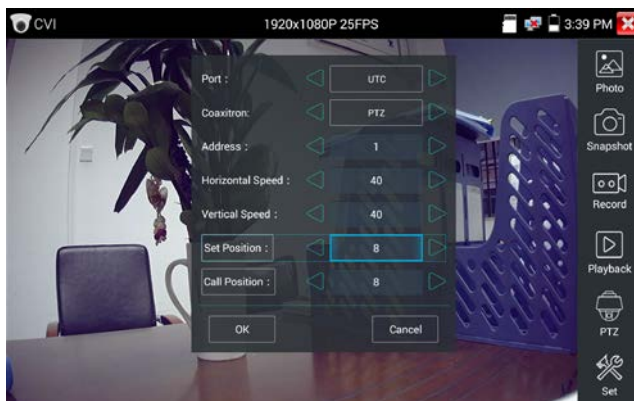 CVI 1920x1080P 25FPS 3:39 PM
Port : UTC
Coaxitron: PTZ
Address : 1
Horizontal Speed : 40
Vertical Speed : 40
Set Position : 8
Call Position : 8
OK Cancel
Photo
Snapshot
Record
Playback
PTZ
Set